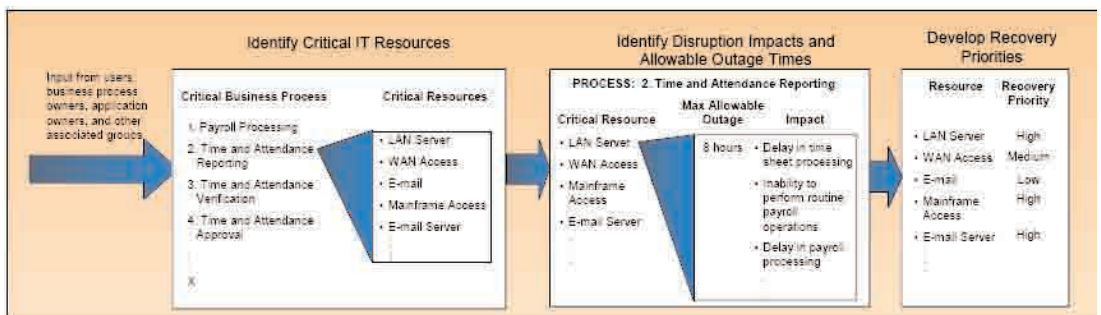 Identify Critical IT Resources
Identify Disruption Impacts and
Allowable Outage Times
Develop Recovery
Priorities
Input from users,
business process
owners, application
owners, and other
associated groups
Critical Business Process
1. Payroll Processing
2. Time and Attendance
Reporting
3. Time and Attendance
Verification
4. Time and Attendance
Approval
X
Critical Resources
• LAN Server
• WAN Access
• E-mail
• Mainframe Access
• E-mail Server
PROCESS: 2. Time and Attendance Reporting
Critical Resource
• LAN Server
• WAN Access
• Mainframe
Access
• E-mail Server
Max Allowable
Outage
8 hours
Impact
• Delay in time
sheet processing
• Inability to
perform routine
payroll
operations
• Delay in payroll
processing
Resource
Recovery
Priority
• LAN Server High
• WAN Access Medium
• E-mail Low
• Mainframe High
Access
• E-mail Server High